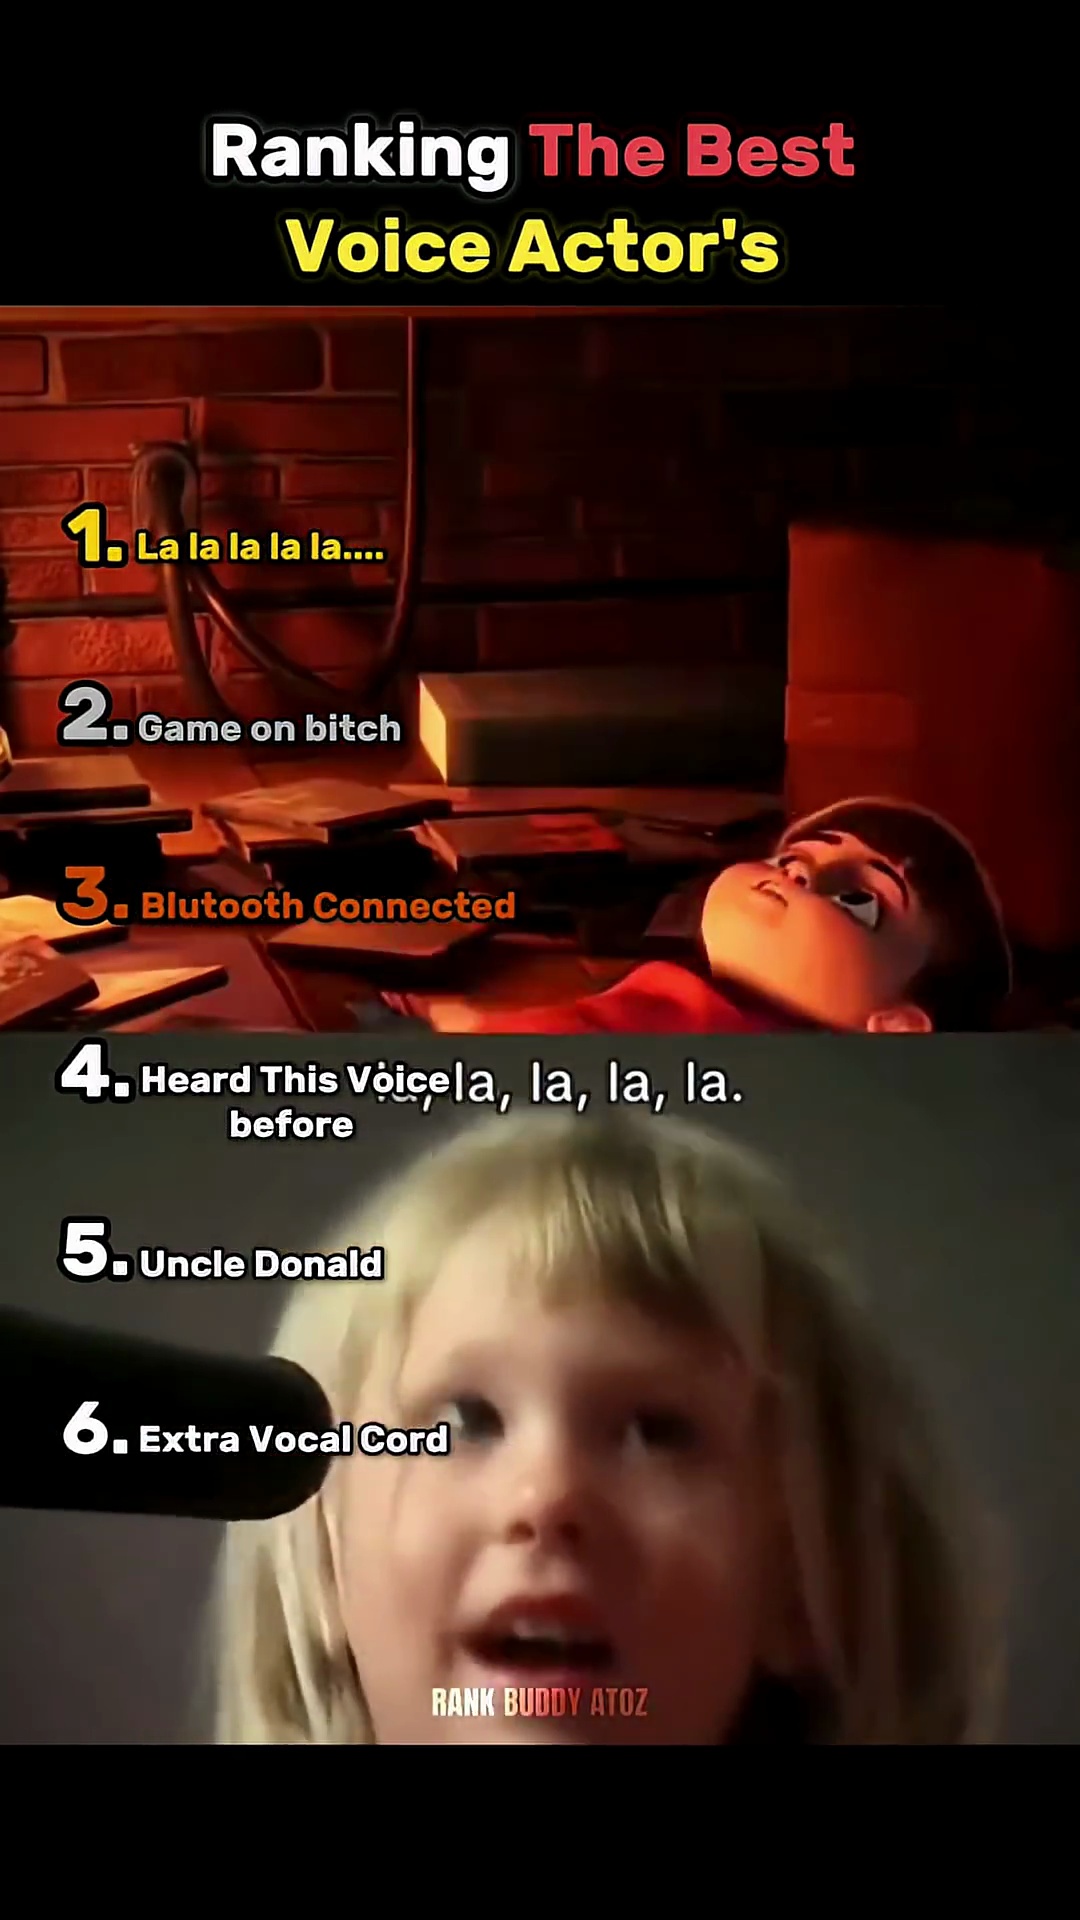 Ranking The Best
Voice Actor's
1. La la la la la....
2. Game on bitch
3. Blutooth Connected
4. Heard This Voice
la, la, la, la.
before
5. Uncle Donald
6. Extra Vocal Cord
RANK BUDDY ATOZ